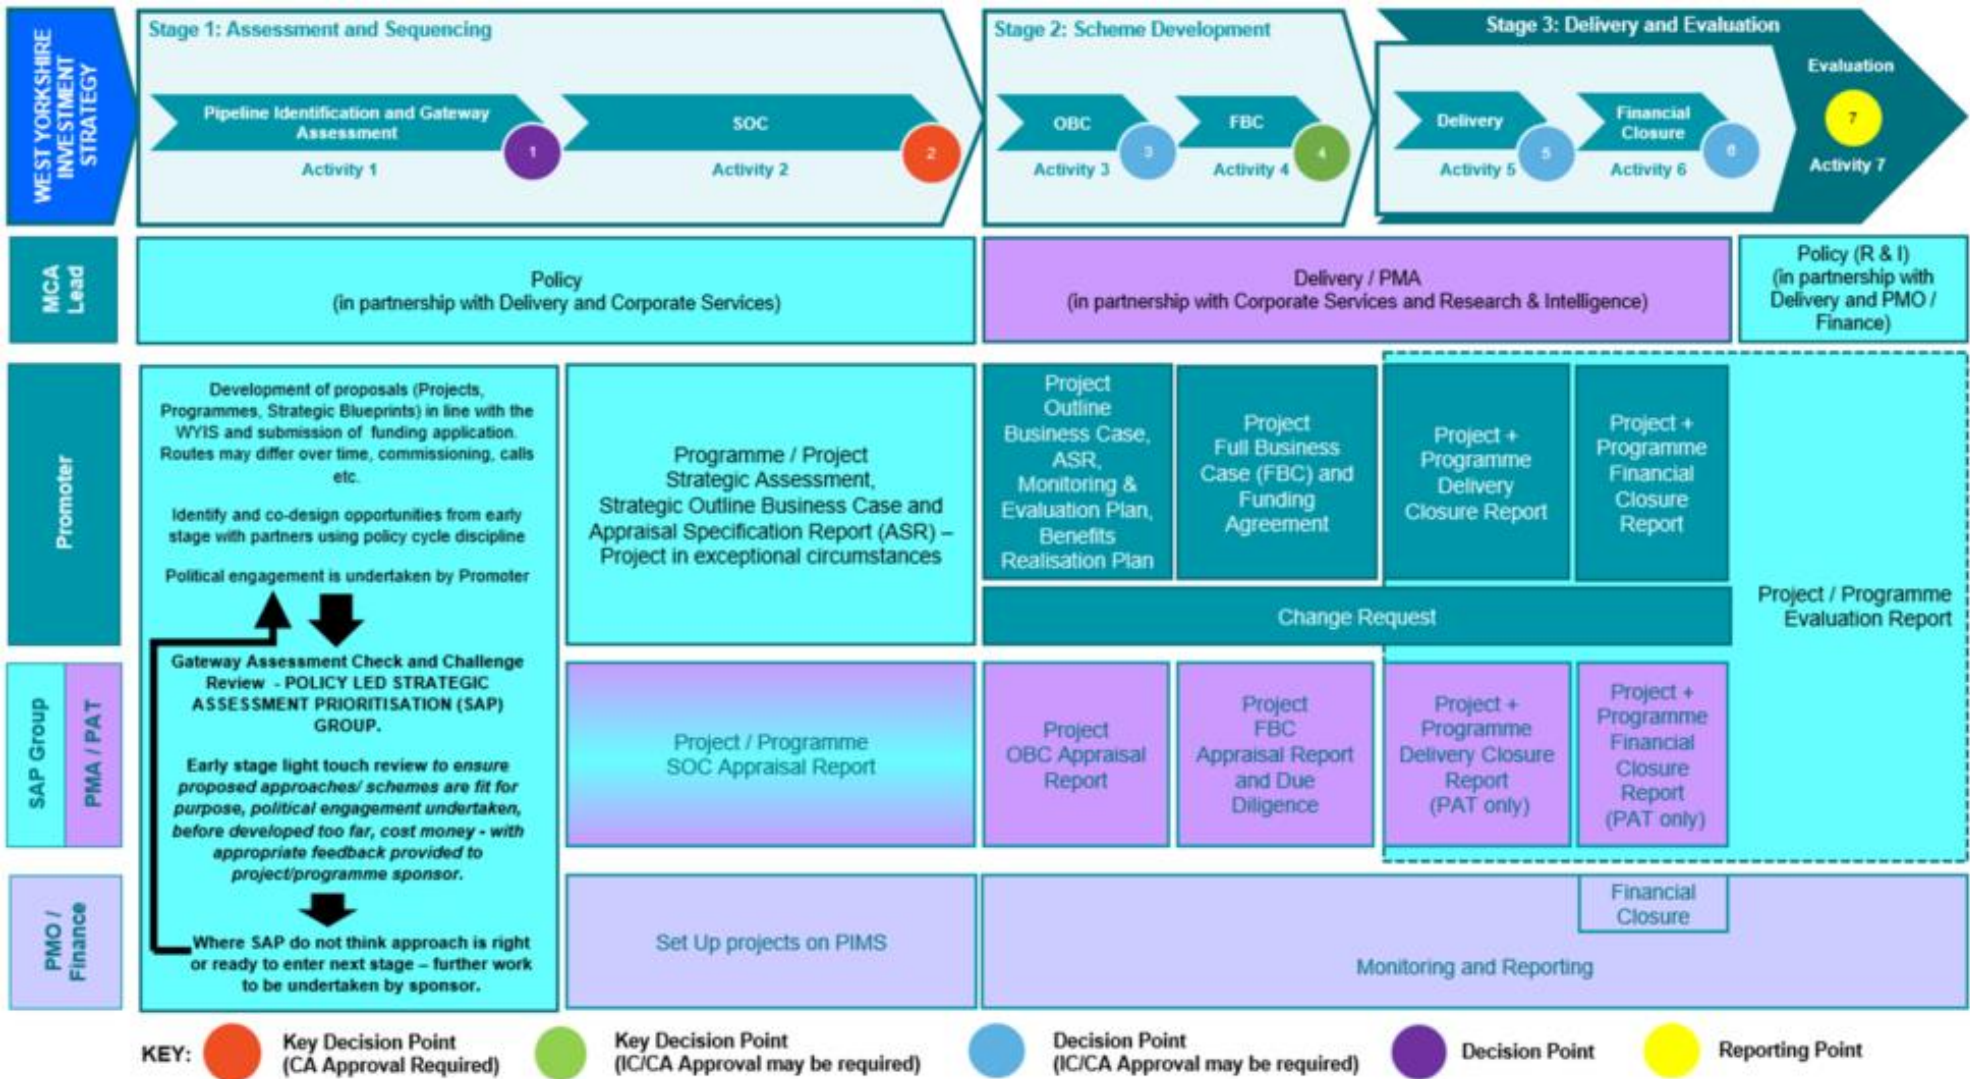 WEST YORKSHIRE
INVESTMENT
STRATEGY
Stage 1: Assessment and Sequencing
Pipeline Identification and Gateway
Assessment
1
Activity 1
SOC
2
Activity 2
Stage 2: Scheme Development
OBC
3
Activity 3
FBC
4
Activity 4
Stage 3: Delivery and Evaluation
Delivery
5
Activity 5
Financial
Closure
6
Activity 6
Evaluation
7
Activity 7
MCA
Lead
Policy
(in partnership with Delivery and Corporate Services)
Delivery / PMA
(in partnership with Corporate Services and Research & Intelligence)
Policy (R & I)
(in partnership with
Delivery and PMO /
Finance)
Promoter
Development of proposals (Projects,
Programmes, Strategic Blueprints) in line with the
WYIS and submission of funding application.
Routes may differ over time, commissioning, calls
etc.
Identify and co-design opportunities from early
stage with partners using policy cycle discipline
Political engagement is undertaken by Promoter
Gateway Assessment Check and Challenge
Review - POLICY LED STRATEGIC
ASSESSMENT PRIORITISATION (SAP)
GROUP.
Early stage light touch review to ensure
proposed approaches/ schemes are fit for
purpose, political engagement undertaken,
before developed too far, cost money - with
appropriate feedback provided to
project/programme sponsor.
Where SAP do not think approach is right
or ready to enter next stage – further work
to be undertaken by sponsor.
Programme / Project
Strategic Assessment,
Strategic Outline Business Case and
Appraisal Specification Report (ASR) –
Project in exceptional circumstances
Project
Outline
Business Case,
ASR,
Monitoring &
Evaluation Plan,
Benefits
Realisation Plan
Project
Full Business
Case (FBC) and
Funding
Agreement
Project +
Programme
Delivery
Closure Report
Project +
Programme
Financial
Closure
Report
Change Request
Project / Programme
Evaluation Report
SAP Group
PMA / PAT
Project / Programme
SOC Appraisal Report
Project
OBC Appraisal
Report
Project
FBC
Appraisal Report
and Due
Diligence
Project +
Programme
Delivery Closure
Report
(PAT only)
Project +
Programme
Financial
Closure
Report
(PAT only)
PMO /
Finance
Set Up projects on PIMS
Financial
Closure
Monitoring and Reporting
KEY:
Key Decision Point
(CA Approval Required)
Key Decision Point
(IC/CA Approval may be required)
Decision Point
(IC/CA Approval may be required)
Decision Point
Reporting Point